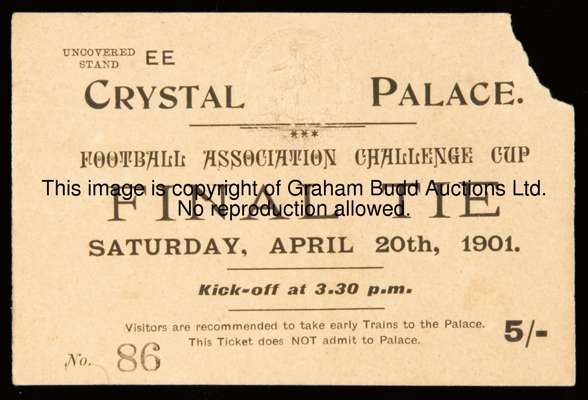 UNCOVERED
STAND EE
CRYSTAL PALACE.
***
FOOTBALL ASSOCIATION CHALLENGE CUP
This image is copyright of Graham Budd Auctions Ltd.
FINAL TIE
No reproduction allowed.
SATURDAY, APRIL 20th, 1901.
Kick-off at 3.30 p.m.
Visitors are recommended to take early Trains to the Palace.
This Ticket does NOT admit to Palace.
5/-
No. 86